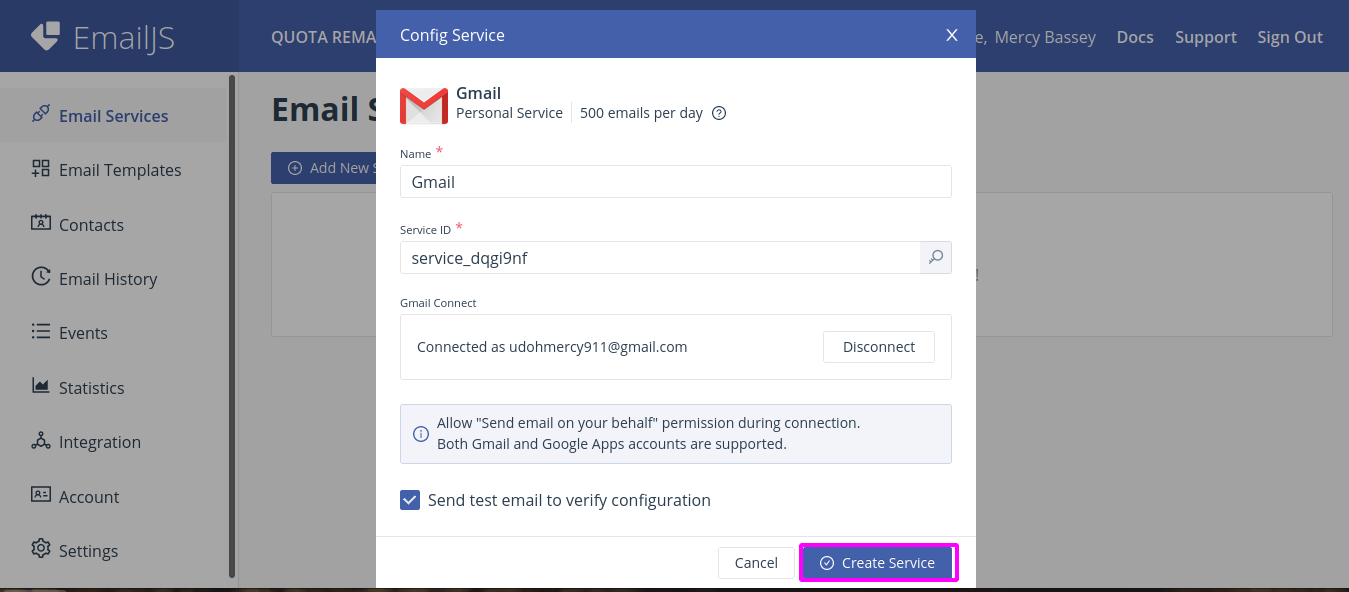 EmailJS
QUOTA REMA
e, Mercy Bassey
Docs
Support
Sign Out
Config Service
X
Email Services
Email Templates
Contacts
Email History
Events
Statistics
Integration
Account
Settings
Email S
Add New S
!
Gmail
Personal Service
500 emails per day
Name *
Gmail
Service ID *
service_dqgi9nf
Gmail Connect
Connected as udohmercy911@gmail.com
Disconnect
Allow "Send email on your behalf" permission during connection.
Both Gmail and Google Apps accounts are supported.
Send test email to verify configuration
Cancel
Create Service